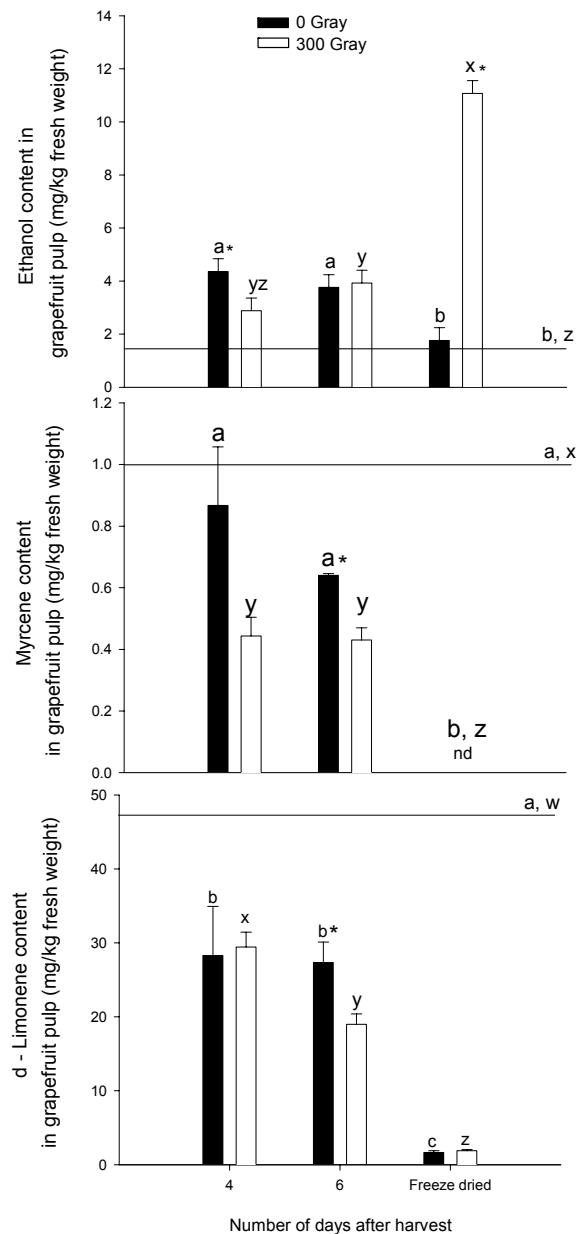 0 Gray
300 Gray
Ethanol content in
grapefruit pulp (mg/kg fresh weight)
14
12
10
8
6
4
2
0
a*
yz
a
y
b
x*
b, z
Myrcene content
in grapefruit pulp (mg/kg fresh weight)
1.2
1.0
0.8
0.6
0.4
0.2
0.0
a
y
a*
y
b, z
nd
a, x
d - Limonene content
in grapefruit pulp (mg/kg fresh weight)
50
40
30
20
10
0
b
x
b*
y
c
z
a, w
4
6
Freeze dried
Number of days after harvest